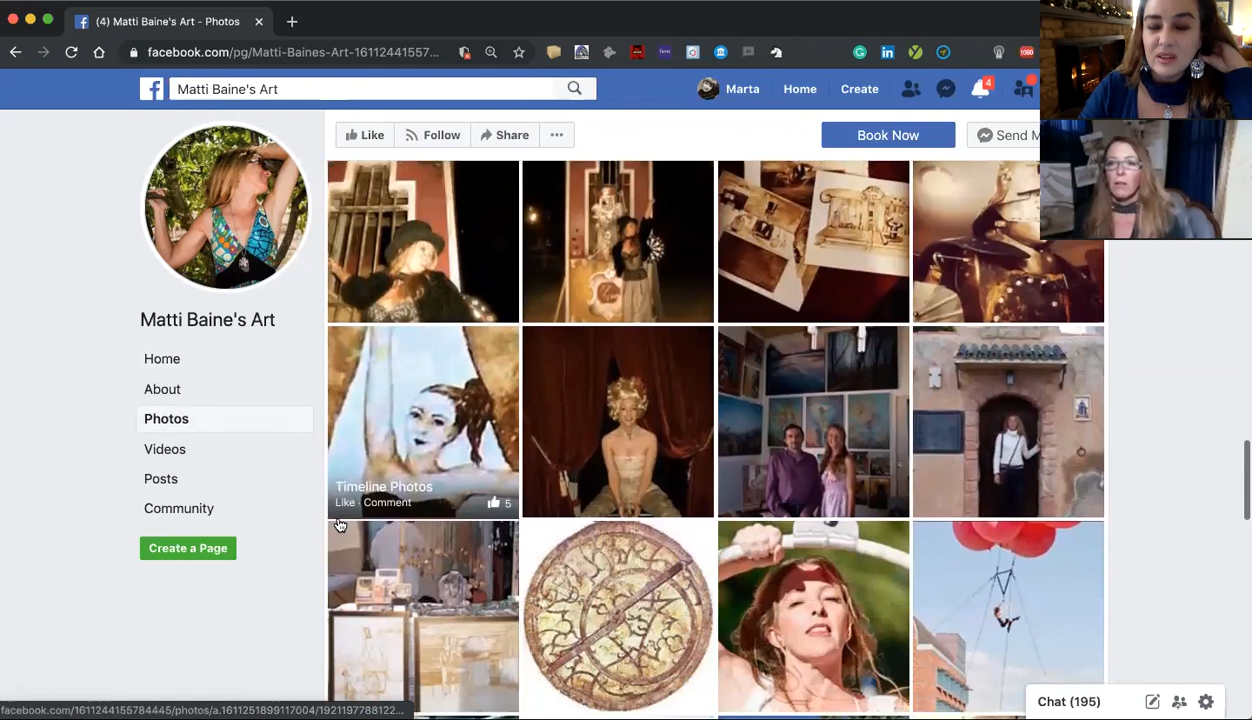 (4) Matti Baine's Art - Photos
facebook.com/pg/Matti-Baines-Art-16112441557...
Matti Baine's Art
Marta
Home
Create
4
Like
Follow
Share
Book Now
Send M
Matti Baine's Art
Home
About
Photos
Videos
Posts
Community
Create a Page
Timeline Photos
Like · Comment
5
Chat (195)
facebook.com/1611244155784445/photos/a.1611251899117004/1921197788122...